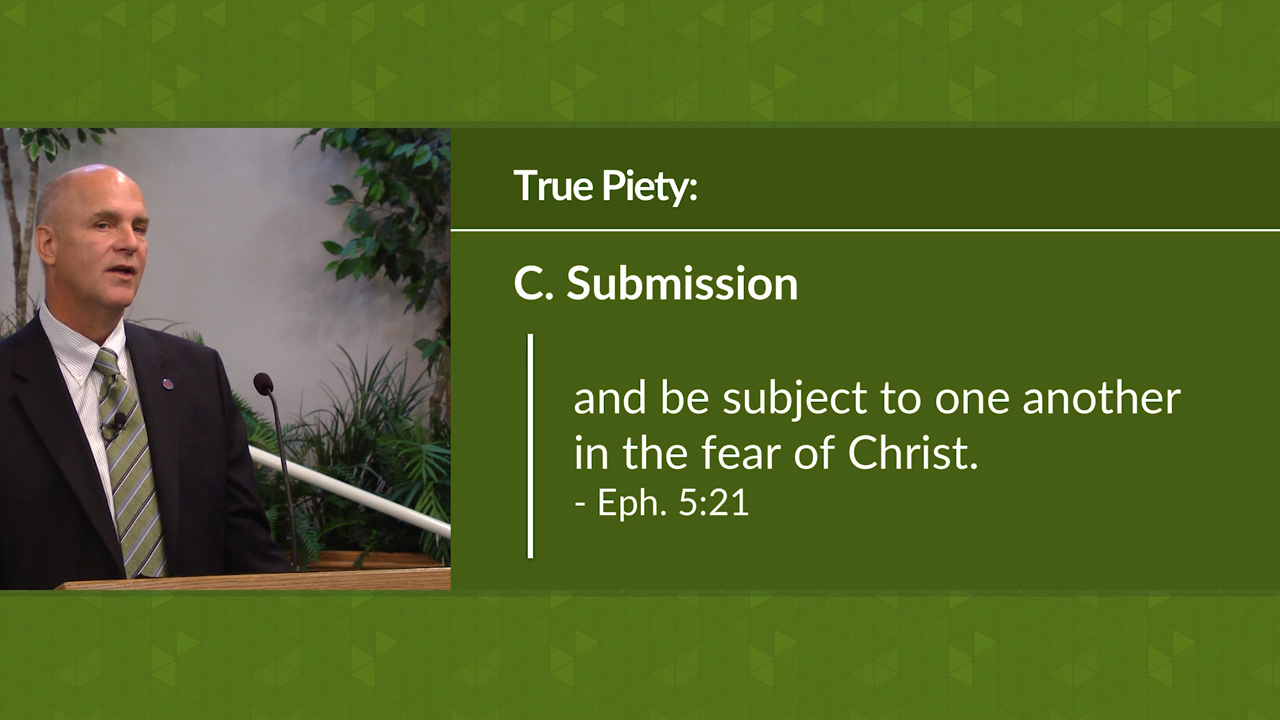 True Piety:
C. Submission
and be subject to one another
in the fear of Christ.
- Eph. 5:21